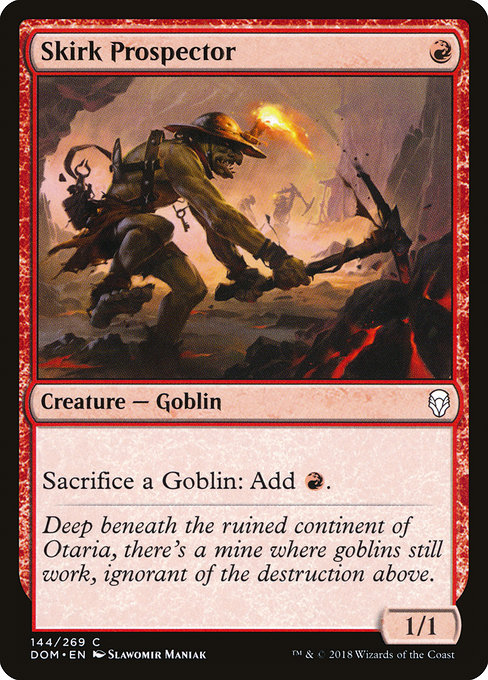 Skirk Prospector
Creature — Goblin
Sacrifice a Goblin: Add .
Deep beneath the ruined continent of
Otaria, there's a mine where goblins still
work, ignorant of the destruction above.
1/1
144/269 C
DOM • EN Slawomir Maniak
™ & © 2018 Wizards of the Coast